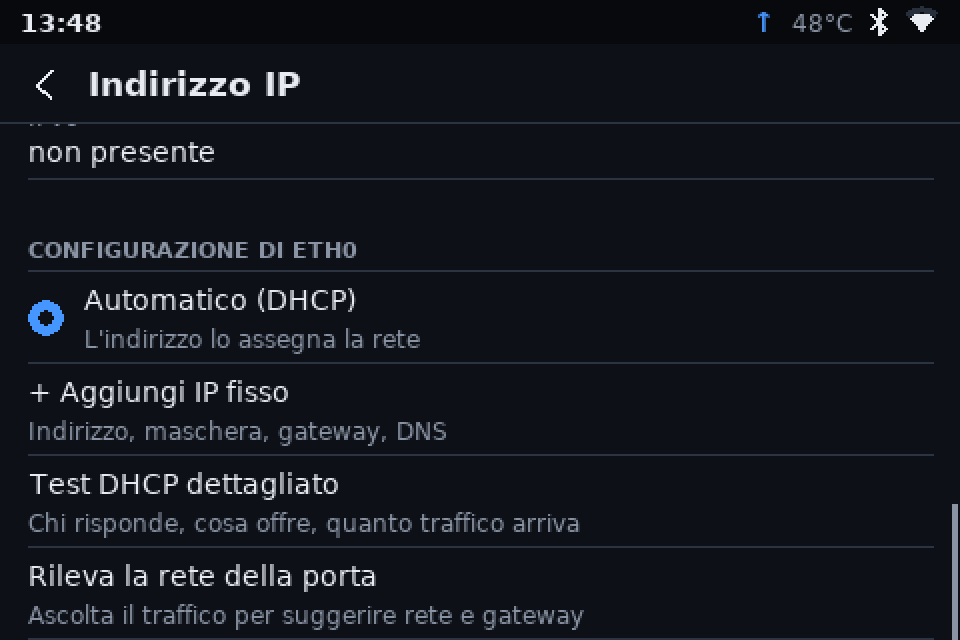 13:48
48°C
Indirizzo IP
non presente
CONFIGURAZIONE DI ETH0
Automatico (DHCP)
L'indirizzo lo assegna la rete
+ Aggiungi IP fisso
Indirizzo, maschera, gateway, DNS
Test DHCP dettagliato
Chi risponde, cosa offre, quanto traffico arriva
Rileva la rete della porta
Ascolta il traffico per suggerire rete e gateway